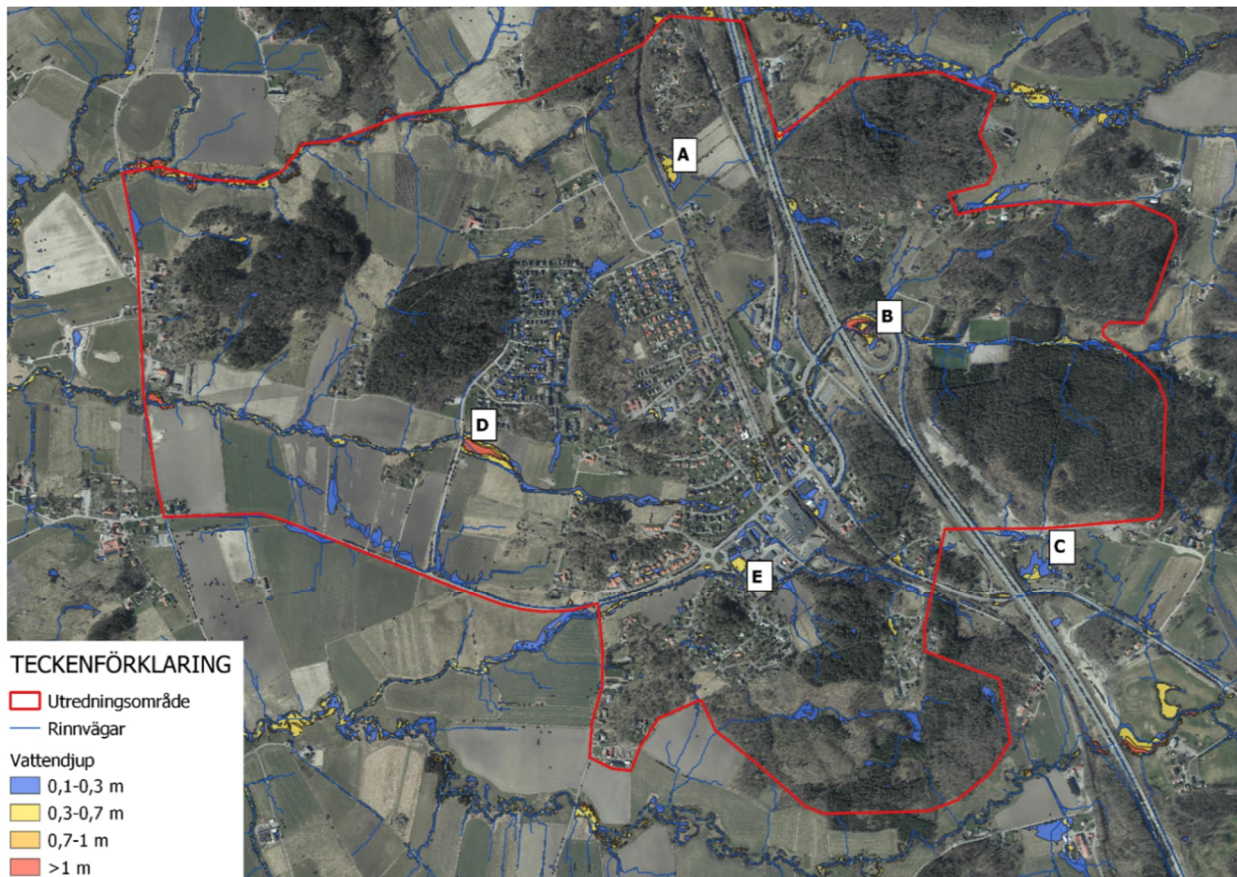 A
B
D
C
E
TECKENFÖRKLARING
Utredningsområde
Rinnvägar
Vattendjup
0,1-0,3 m
0,3-0,7 m
0,7-1 m
>1 m